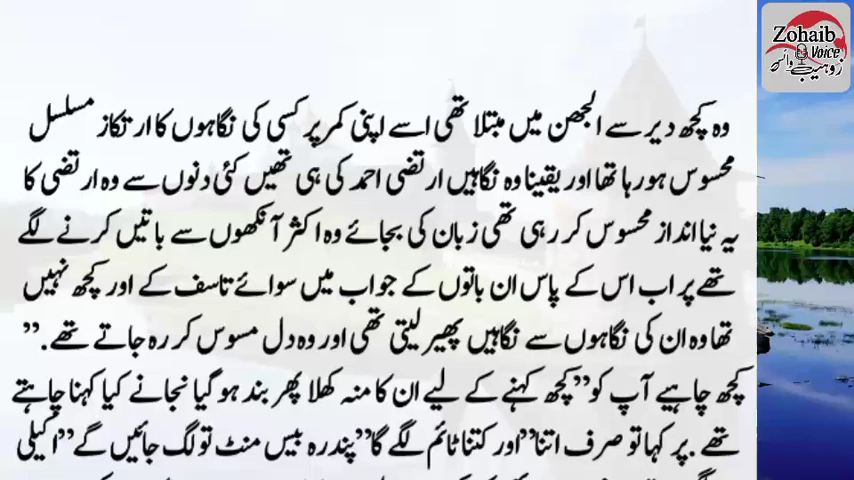 Zohaib
Voice
زوہیب وائس
وہ کچھ دیر سے الجھن میں مبتلا تھی اسے اپنی کمر پر کسی کی نگاہوں کا ارتکاز مسلسل
محسوس ہو رہا تھا اور یقینا وہ نگاہیں ارتضی احمد کی ہی تھیں کئی دنوں سے وہ ارتضی کا
یہ نیا انداز محسوس کر رہی تھی زبان کی بجائے وہ اکثر آنکھوں سے باتیں کرنے لگے
تھے پر اب اس کے پاس ان باتوں کے جواب میں سوائے تاسف کے اور کچھ نہیں
تھا وہ ان کی نگاہوں سے نگاہیں پھیر لیتی تھی اور وہ دل مسوس کر رہ جاتے تھے.”
کچھ چاہیے آپ کو”کچھ کہنے کے لیے ان کا منہ کھلا پھر بند ہو گیا نجانے کیا کہنا چاہتے
تھے.پر کہا تو صرف اتنا”اور کتنا ٹائم لگے گا”پندرہ بیس منٹ تو لگ جائیں گے”اکیلی